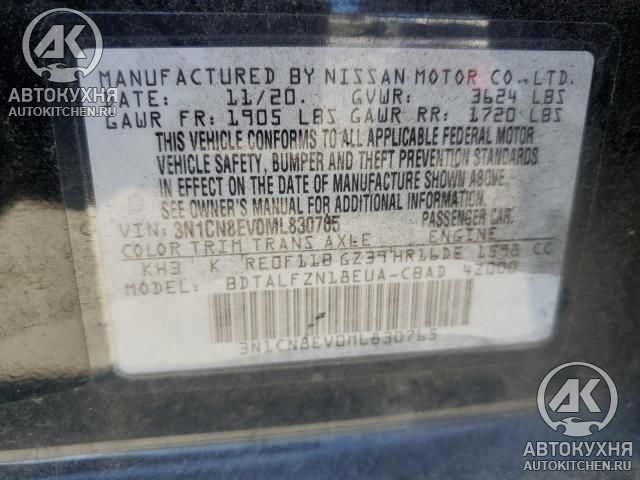 MANUFACTURED BY NISSAN MOTOR CO.,LTD.
DATE: 11/20. GVWR: 3624 LBS
GAWR FR: 1905 LBS GAWR RR: 1720 LBS
THIS VEHICLE CONFORMS TO ALL APPLICABLE FEDERAL MOTOR
VEHICLE SAFETY, BUMPER AND THEFT PREVENTION STANDARDS
IN EFFECT ON THE DATE OF MANUFACTURE SHOWN ABOVE.
SEE OWNER'S MANUAL FOR ADDITIONAL INFORMATION.
VIN: 3N1CN8EV0ML830765 PASSENGER CAR
COLOR TRIM TRANS AXLE ENGINE
KH3 K RE0F11B GZ39 HR16DE 1598 CC
MODEL: BDTALFZN18EUA-CBAD 4Z000
3N1CN8EV0ML830765
АК
АВТОКУХНЯ
AUTOKITCHEN.RU
АК
АВТОКУХНЯ
AUTOKITCHEN.RU